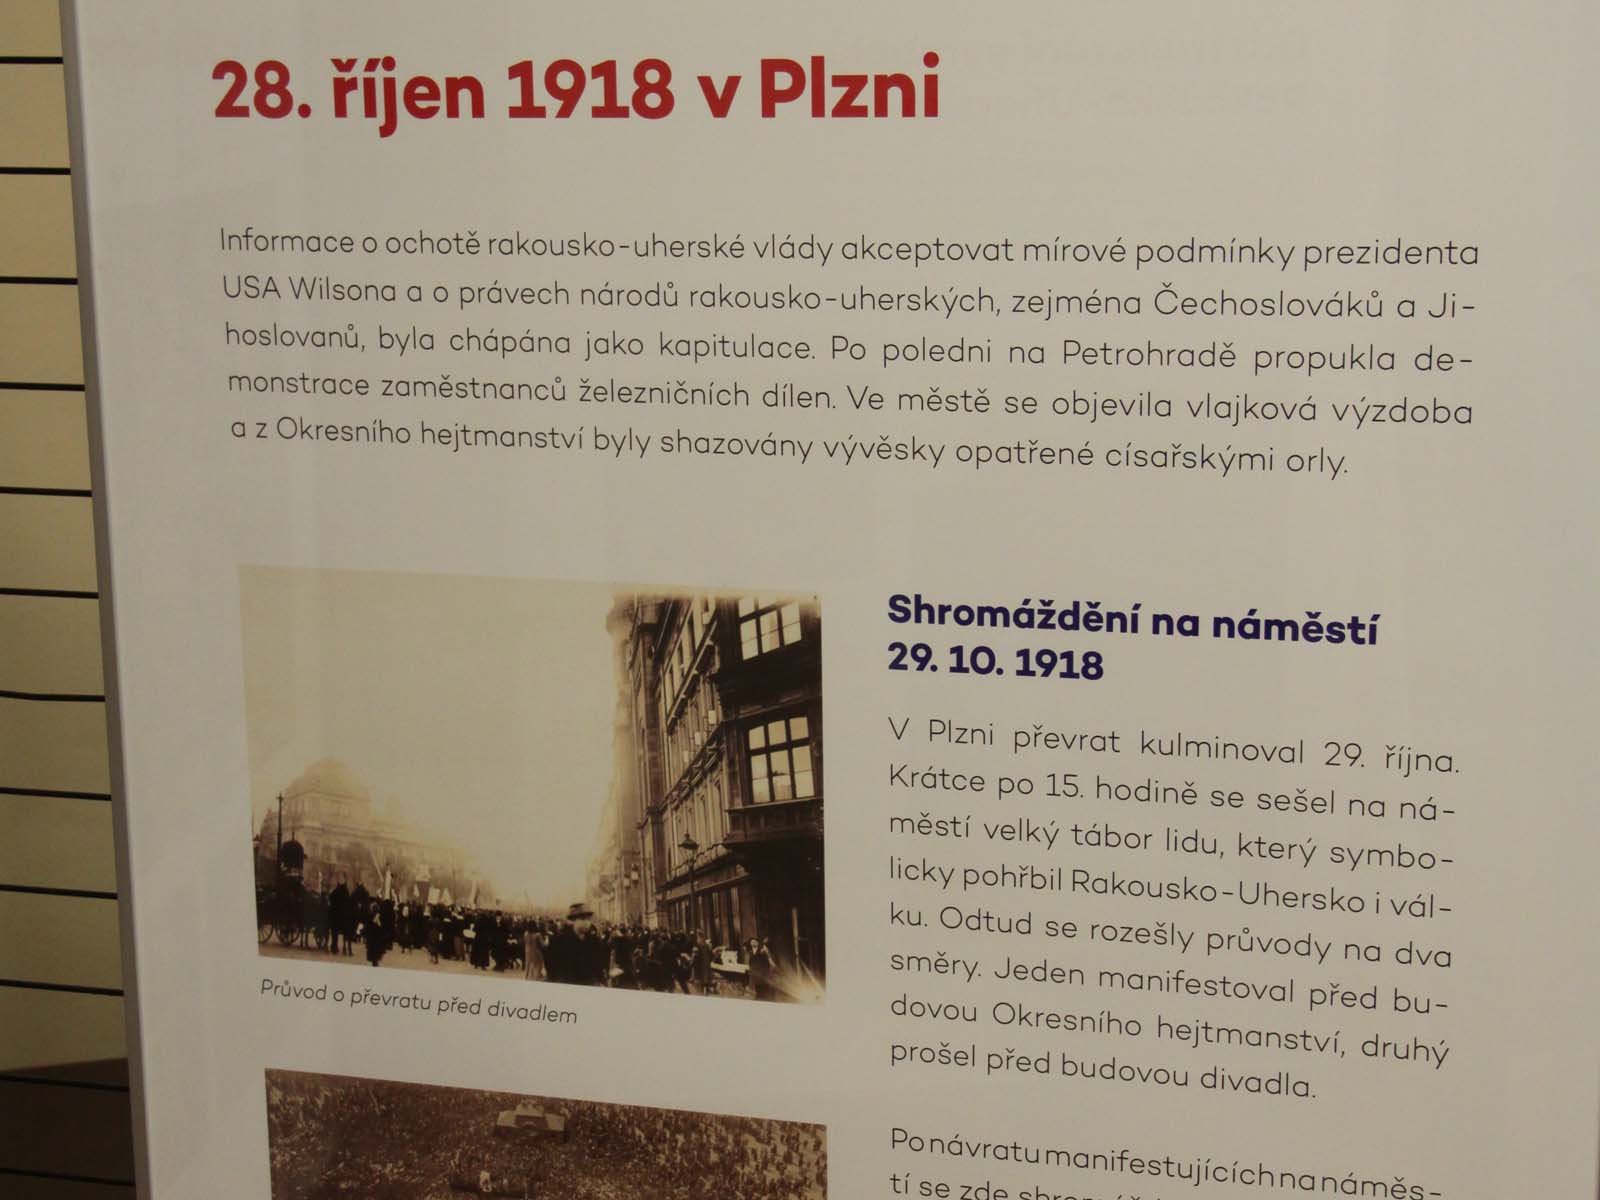 28. říjen 1918 v Plzni
Informace o ochotě rakousko-uherské vlády akceptovat mírové podmínky prezidenta
USA Wilsona a o právech národů rakousko-uherských, zejména Čechoslováků a Ji-
hoslovanů, byla chápána jako kapitulace. Po poledni na Petrohradě propukla de-
monstrace zaměstnanců železničních dílen. Ve městě se objevila vlajková výzdoba
a z Okresního hejtmanství byly shazovány vývěsky opatřené císařskými orly.
Průvod o převratu před divadlem
Shromáždění na náměstí
29. 10. 1918
V Plzni převrat kulminoval 29. října.
Krátce po 15. hodině se sešel na ná-
městí velký tábor lidu, který symbo-
licky pohřbil Rakousko-Uhersko i vál-
ku. Odtud se rozešly průvody na dva
směry. Jeden manifestoval před bu-
dovou Okresního hejtmanství, druhý
prošel před budovou divadla.
Po návratu manifestujících na náměs-
tí se zde